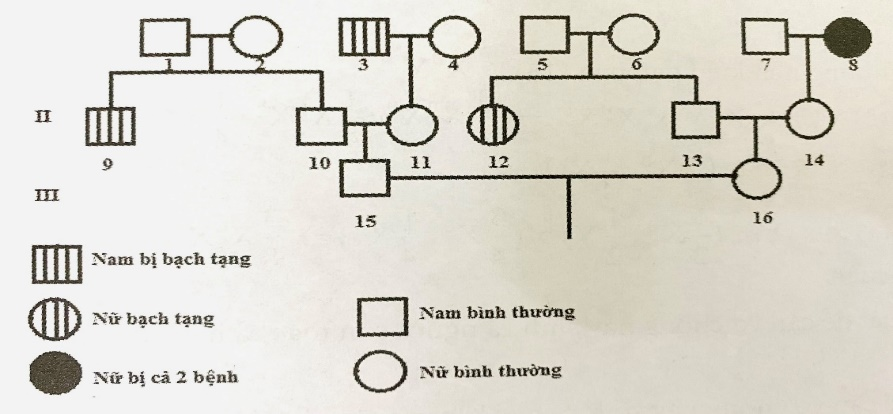 1 2 3 4 5 6 7 8
II
9 10 11 12 13 14
III
15 16
Nam bị bạch tạng
Nữ bạch tạng
Nữ bị cả 2 bệnh
Nam bình thường
Nữ bình thường